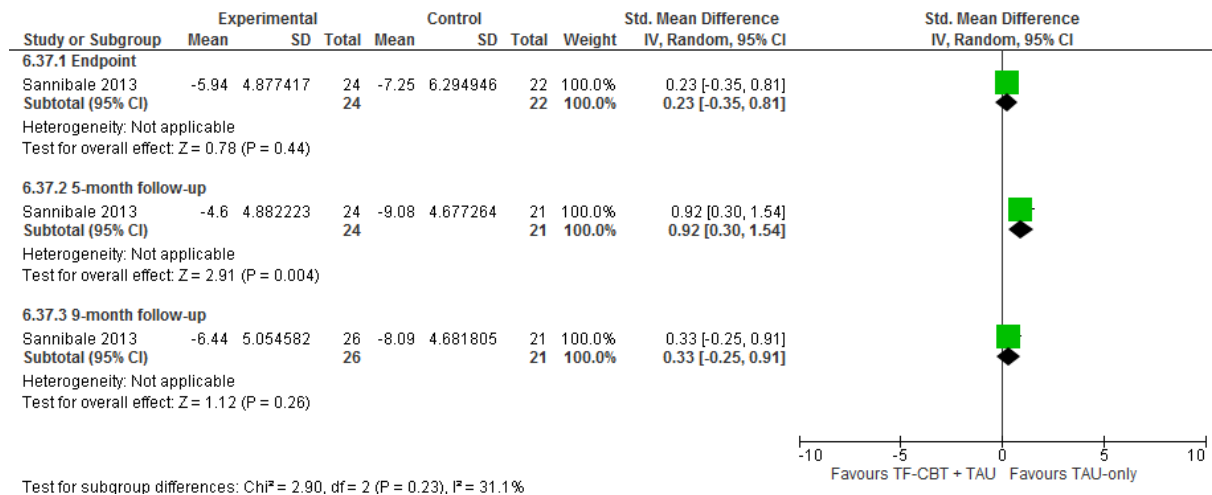 Experimental Control Std. Mean Difference Std. Mean Difference
Study or Subgroup Mean SD Total Mean SD Total Weight IV, Random, 95% CI IV, Random, 95% CI
6.37.1 Endpoint
Sannibale 2013 -5.94 4.877417 24 -7.25 6.294946 22 100.0% 0.23 [-0.35, 0.81]
Subtotal (95% CI) 24 22 100.0% 0.23 [-0.35, 0.81]
Heterogeneity: Not applicable
Test for overall effect: Z = 0.78 (P = 0.44)
6.37.2 5-month follow-up
Sannibale 2013 -4.6 4.882223 24 -9.08 4.677264 21 100.0% 0.92 [0.30, 1.54]
Subtotal (95% CI) 24 21 100.0% 0.92 [0.30, 1.54]
Heterogeneity: Not applicable
Test for overall effect: Z = 2.91 (P = 0.004)
6.37.3 9-month follow-up
Sannibale 2013 -6.44 5.054582 26 -8.09 4.681805 21 100.0% 0.33 [-0.25, 0.91]
Subtotal (95% CI) 26 21 100.0% 0.33 [-0.25, 0.91]
Heterogeneity: Not applicable
Test for overall effect: Z = 1.12 (P = 0.26)
-10 -5 0 5 10
Favours TF-CBT + TAU Favours TAU-only
Test for subgroup differences: Chi² = 2.90, df = 2 (P = 0.23), I² = 31.1%